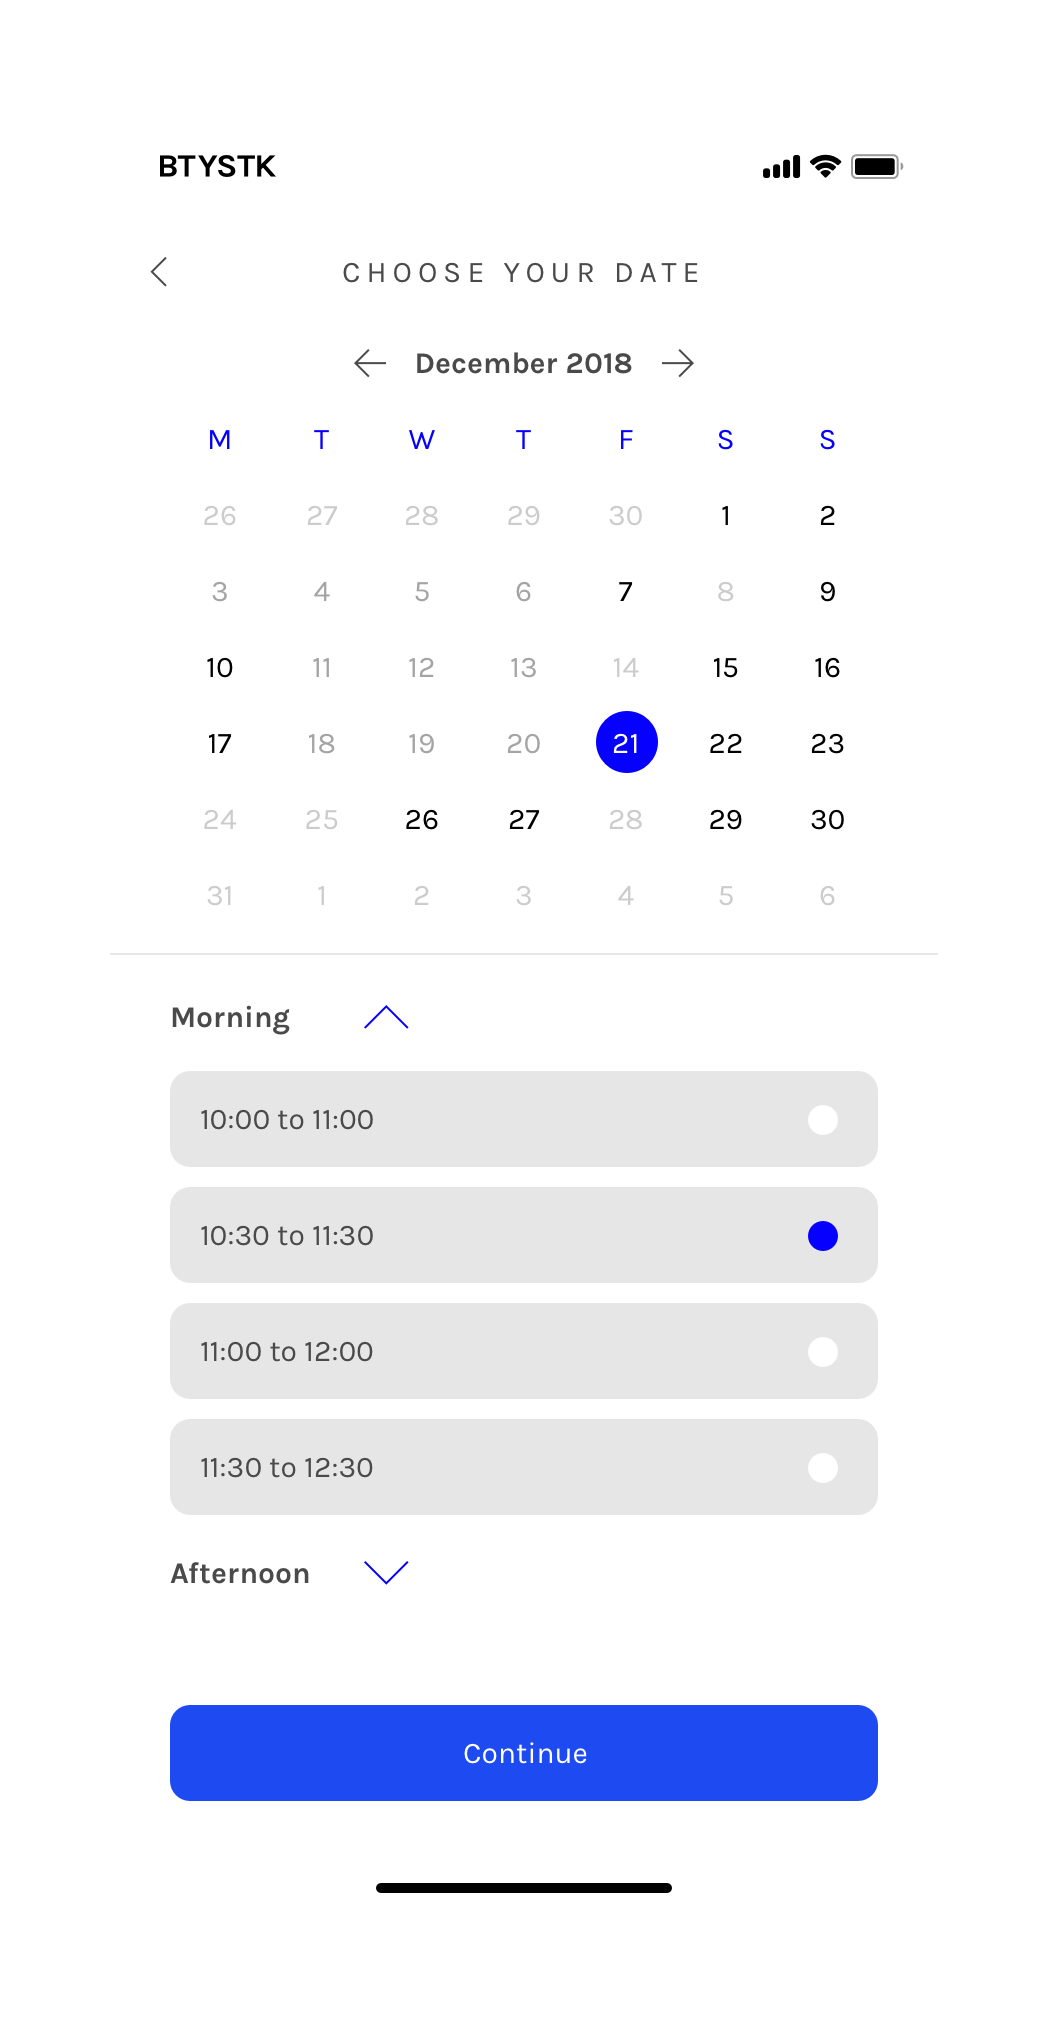 BTYSTK
CHOOSE YOUR DATE
December 2018
M T W T F S S
26 27 28 29 30 1 2
3 4 5 6 7 8 9
10 11 12 13 14 15 16
17 18 19 20 21 22 23
24 25 26 27 28 29 30
31 1 2 3 4 5 6
Morning
10:00 to 11:00
10:30 to 11:30
11:00 to 12:00
11:30 to 12:30
Afternoon
Continue